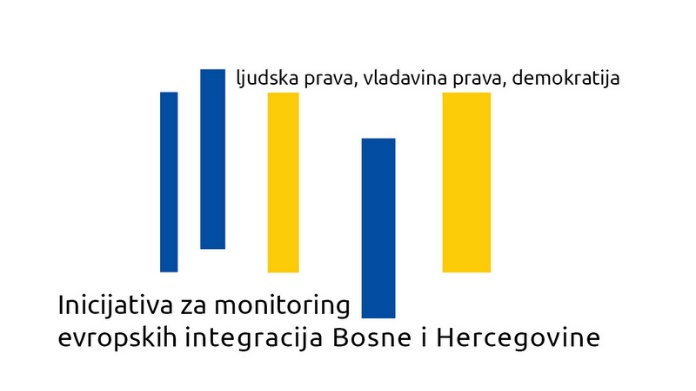 ljudska prava, vladavina prava, demokratija
Inicijativa za monitoring
evropskih integracija Bosne i Hercegovine